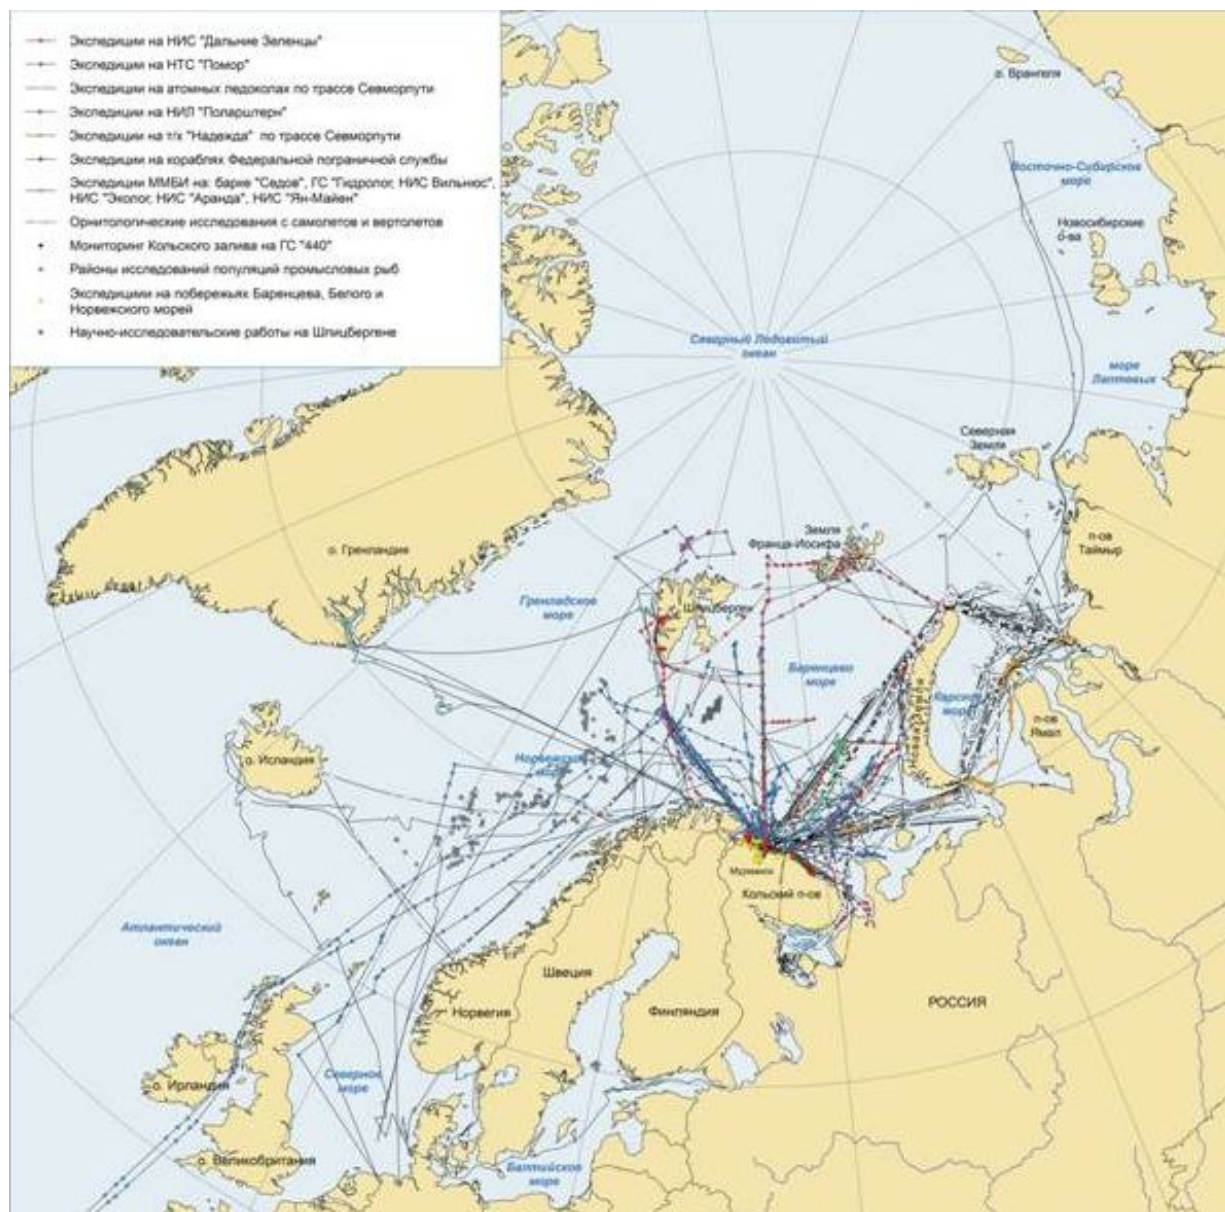 Экспедиции на НИС "Дальние Зеленцы"
Экспедиции на НТС "Помор"
Экспедиции на атомных ледоколах по трассе Севморпути
Экспедиции на НИЛ "Поларштерн"
Экспедиции на т/х "Надежда" по трассе Севморпути
Экспедиции на кораблях Федеральной пограничной службы
Экспедиции ММБИ на: барке "Седов", ГС "Гидролог, НИС Вильнюс",
НИС "Эколог, НИС "Аранда", НИС "Ян-Майен"
Орнитологические исследования с самолетов и вертолетов
Мониторинг Кольского залива на ГС "440"
Районы исследований популяций промысловых рыб
Экспедициии на побережьях Баренцева, Белого и
Норвежского морей
Научно-исследовательские работы на Шпицбергене
о. Врангеля
Восточно-Сибирское
море
Новосибирские
о-ва
Северный Ледовитый
океан
море
Лаптевых
Северная
Земля
п-ов
Таймыр
Земля
Франца-Иосифа
о. Гренландия
Гренладское
море
Шпицберген
Баренцево
море
Новая Земля
Карское
море
п-ов
Ямал
о. Исландия
Норвежское
море
Мурманск
Кольский п-ов
Атлантический
океан
Швеция
Норвегия
Финляндия
РОССИЯ
Северное
море
о. Ирландия
о. Великобритания
Балтийское
море